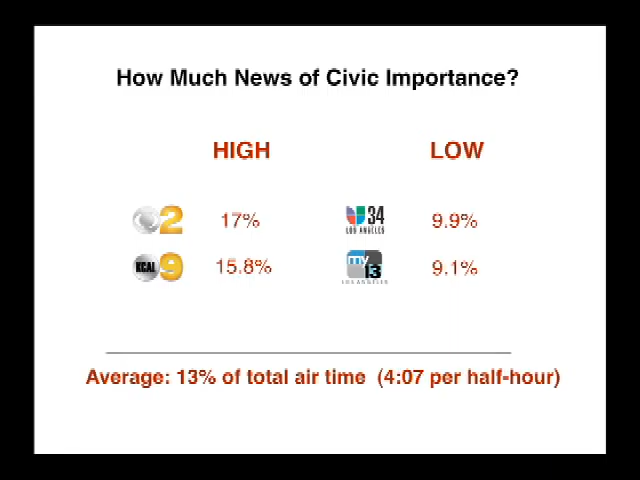 How Much News of Civic Importance?
HIGH LOW
2 17% 34 LOS ANGELES 9.9%
KCAL 9 15.8% my 13 LOS ANGELES 9.1%
Average: 13% of total air time (4:07 per half-hour)